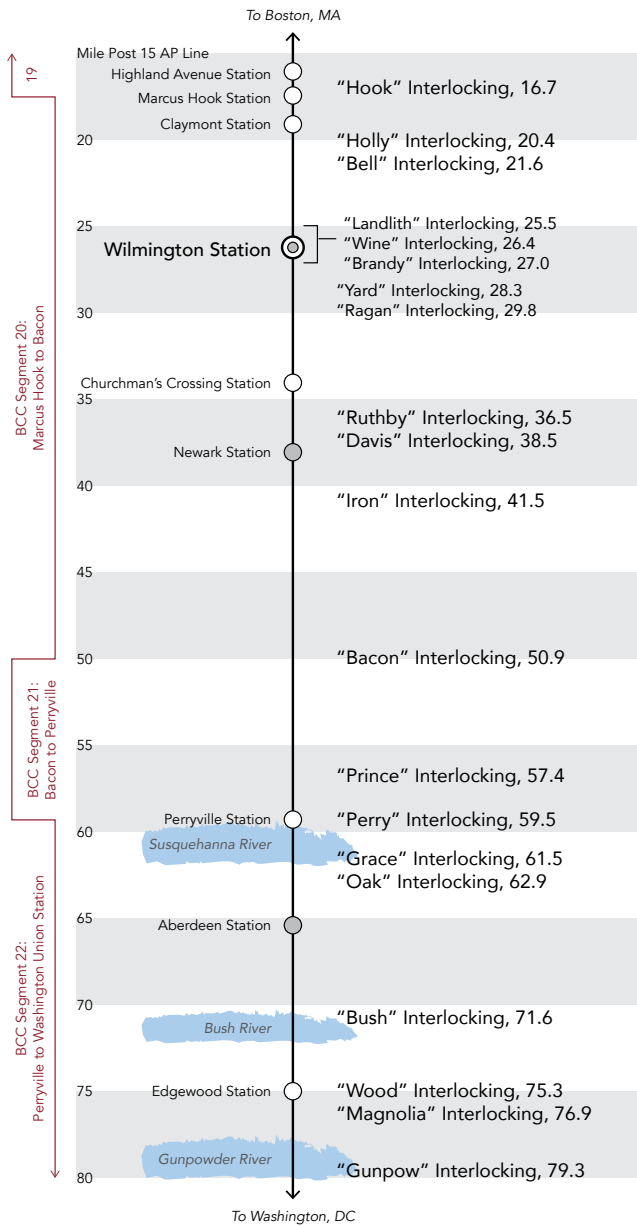 To Boston, MA
Mile Post 15 AP Line
19
Highland Avenue Station
"Hook" Interlocking, 16.7
Marcus Hook Station
Claymont Station
20
"Holly" Interlocking, 20.4
"Bell" Interlocking, 21.6
25
"Landlith" Interlocking, 25.5
Wilmington Station
"Wine" Interlocking, 26.4
"Brandy" Interlocking, 27.0
"Yard" Interlocking, 28.3
30
"Ragan" Interlocking, 29.8
BCC Segment 20:
Marcus Hook to Bacon
Churchman's Crossing Station
35
"Ruthby" Interlocking, 36.5
"Davis" Interlocking, 38.5
Newark Station
40
"Iron" Interlocking, 41.5
45
50
"Bacon" Interlocking, 50.9
BCC Segment 21:
Bacon to Perryville
55
"Prince" Interlocking, 57.4
Perryville Station
"Perry" Interlocking, 59.5
60
Susquehanna River
"Grace" Interlocking, 61.5
"Oak" Interlocking, 62.9
65
Aberdeen Station
BCC Segment 22:
Perryville to Washington Union Station
70
"Bush" Interlocking, 71.6
Bush River
75
Edgewood Station
"Wood" Interlocking, 75.3
"Magnolia" Interlocking, 76.9
Gunpowder River
"Gunpow" Interlocking, 79.3
80
To Washington, DC